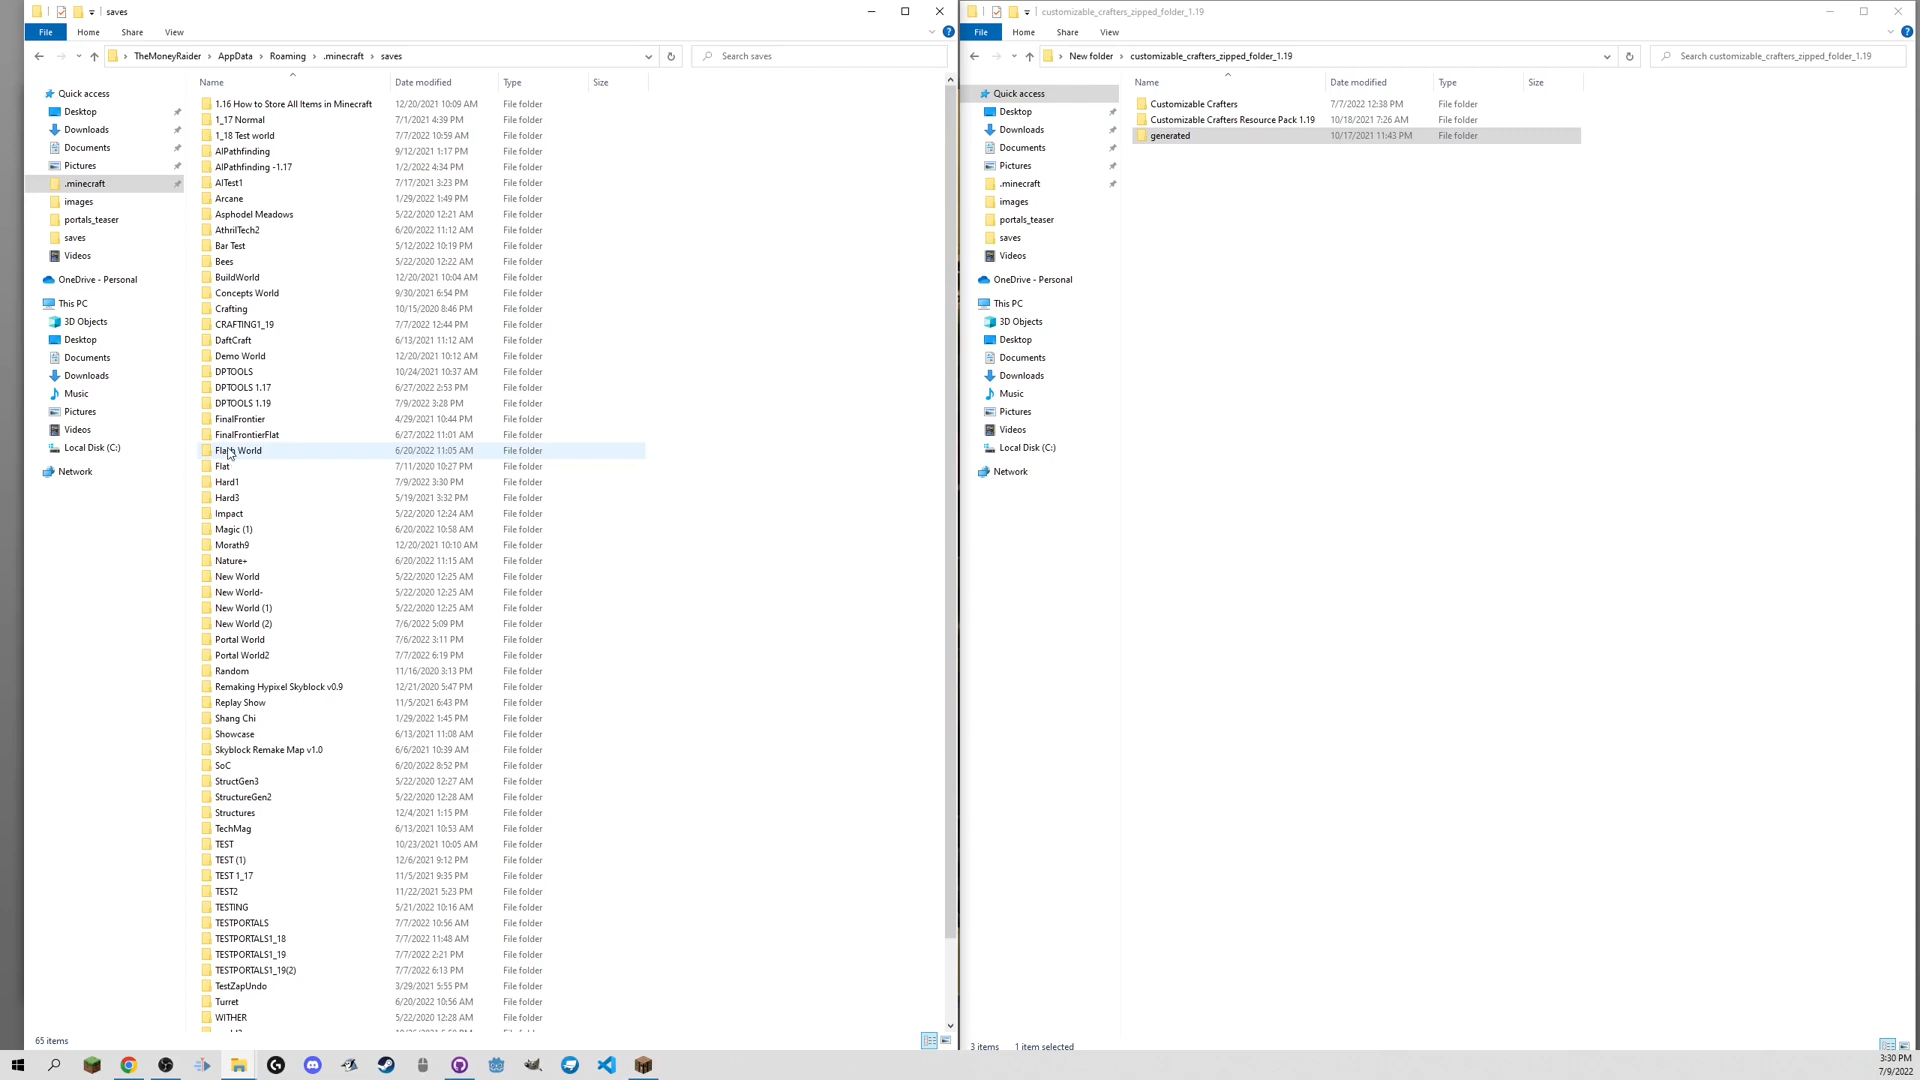 saves
File Home Share View
TheMoneyRaider AppData Roaming .minecraft saves Search saves
Name Date modified Type Size
Quick access
Desktop
Downloads
Documents
Pictures
.minecraft
images
portals_teaser
saves
Videos
OneDrive - Personal
This PC
3D Objects
Desktop
Documents
Downloads
Music
Pictures
Videos
Local Disk (C:)
Network
1.16 How to Store All Items in Minecraft 12/20/2021 10:09 AM File folder
1_17 Normal 7/1/2021 4:39 PM File folder
1_18 Test world 7/7/2022 10:59 AM File folder
AIPathfinding 9/12/2021 1:17 PM File folder
AIPathfinding -1.17 1/2/2022 4:34 PM File folder
AITest1 7/17/2021 3:23 PM File folder
Arcane 1/29/2022 1:49 PM File folder
Asphodel Meadows 5/22/2020 12:21 AM File folder
AthrilTech2 6/20/2022 11:12 AM File folder
Bar Test 5/12/2022 10:19 PM File folder
Bees 5/22/2020 12:22 AM File folder
BuildWorld 12/20/2021 10:04 AM File folder
Concepts World 9/30/2021 6:54 PM File folder
Crafting 10/15/2020 8:46 PM File folder
CRAFTING1_19 7/7/2022 12:44 PM File folder
DaftCraft 6/13/2021 11:12 AM File folder
Demo World 12/20/2021 10:12 AM File folder
DPTOOLS 10/24/2021 10:37 AM File folder
DPTOOLS 1.17 6/27/2022 2:53 PM File folder
DPTOOLS 1.19 7/9/2022 3:28 PM File folder
FinalFrontier 4/29/2021 10:44 PM File folder
FinalFrontierFlat 6/27/2022 11:01 AM File folder
Flash World 6/20/2022 11:05 AM File folder
Flat 7/11/2020 10:27 PM File folder
Hard1 7/9/2022 3:30 PM File folder
Hard3 5/19/2021 3:32 PM File folder
Impact 5/22/2020 12:24 AM File folder
Magic (1) 6/20/2022 10:58 AM File folder
Morath9 12/20/2021 10:10 AM File folder
Nature+ 6/20/2022 11:15 AM File folder
New World 5/22/2020 12:25 AM File folder
New World- 5/22/2020 12:25 AM File folder
New World (1) 5/22/2020 12:25 AM File folder
New World (2) 7/6/2022 5:09 PM File folder
Portal World 7/6/2022 3:11 PM File folder
Portal World2 7/7/2022 6:19 PM File folder
Random 11/16/2020 3:13 PM File folder
Remaking Hypixel Skyblock v0.9 12/21/2020 5:47 PM File folder
Replay Show 11/5/2021 6:43 PM File folder
Shang Chi 1/29/2022 1:45 PM File folder
Showcase 6/13/2021 11:08 AM File folder
Skyblock Remake Map v1.0 6/6/2021 10:39 AM File folder
SoC 6/20/2022 8:52 PM File folder
StructGen3 5/22/2020 12:27 AM File folder
StructureGen2 5/22/2020 12:28 AM File folder
Structures 12/4/2021 1:15 PM File folder
TechMag 6/13/2021 10:53 AM File folder
TEST 10/23/2021 10:05 AM File folder
TEST (1) 12/6/2021 9:12 PM File folder
TEST 1_17 11/5/2021 9:35 PM File folder
TEST2 11/22/2021 5:23 PM File folder
TESTING 5/21/2022 10:16 AM File folder
TESTPORTALS 7/7/2022 10:56 AM File folder
TESTPORTALS1_18 7/7/2022 11:48 AM File folder
TESTPORTALS1_19 7/7/2022 2:21 PM File folder
TESTPORTALS1_19(2) 7/7/2022 6:13 PM File folder
TestZapUndo 3/29/2021 5:55 PM File folder
Turret 6/20/2022 10:56 AM File folder
WITHER 5/22/2020 12:28 AM File folder
65 items
customizable_crafters_zipped_folder_1.19
File Home Share View
New folder customizable_crafters_zipped_folder_1.19 Search customizable_crafters_zipped_folder_1.19
Name Date modified Type Size
Quick access
Desktop
Downloads
Documents
Pictures
.minecraft
images
portals_teaser
saves
Videos
OneDrive - Personal
This PC
3D Objects
Desktop
Documents
Downloads
Music
Pictures
Videos
Local Disk (C:)
Network
Customizable Crafters 7/7/2022 12:38 PM File folder
Customizable Crafters Resource Pack 1.19 10/18/2021 7:26 AM File folder
generated 10/17/2021 11:43 PM File folder
3 items 1 item selected
3:30 PM
7/9/2022